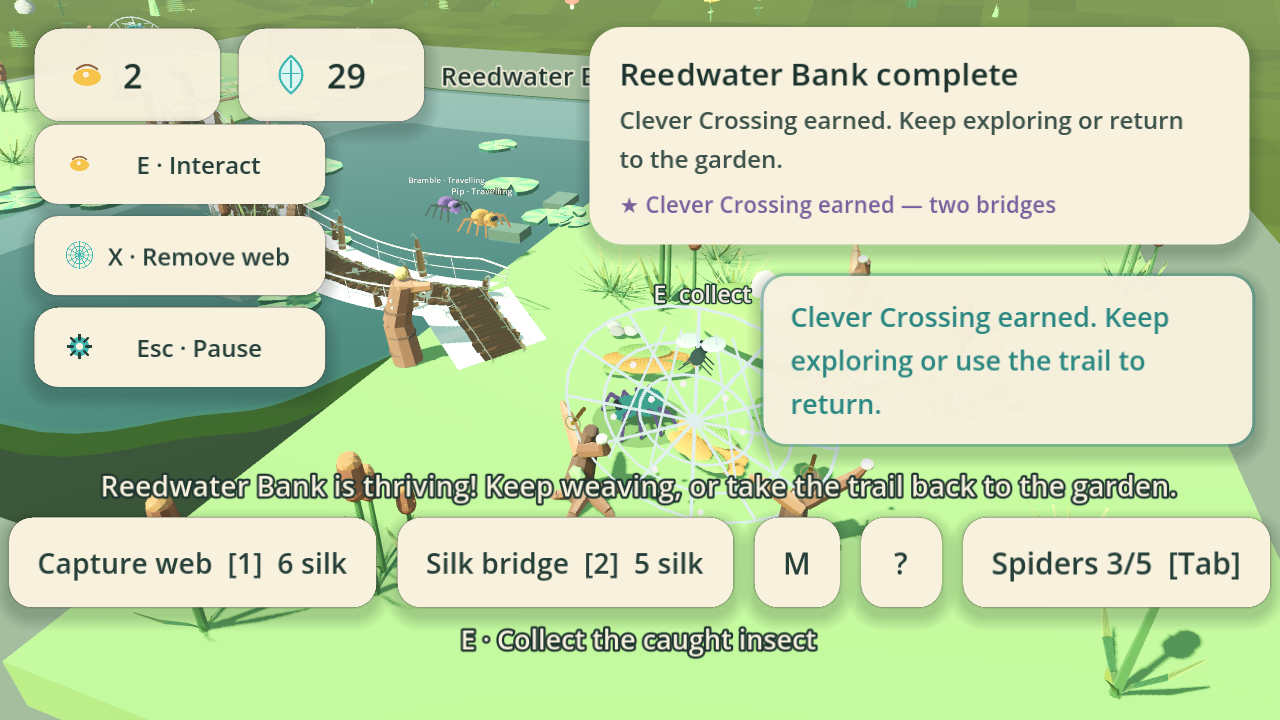 2
29
Reedwater B
Reedwater Bank complete
Clever Crossing earned. Keep exploring or return
to the garden.
★ Clever Crossing earned — two bridges
E · Interact
X · Remove web
Esc · Pause
Bramble · Travelling
Pip · Travelling
E collect
Clever Crossing earned. Keep
exploring or use the trail to
return.
Reedwater Bank is thriving! Keep weaving, or take the trail back to the garden.
Capture web [1] 6 silk
Silk bridge [2] 5 silk
M
?
Spiders 3/5 [Tab]
E · Collect the caught insect